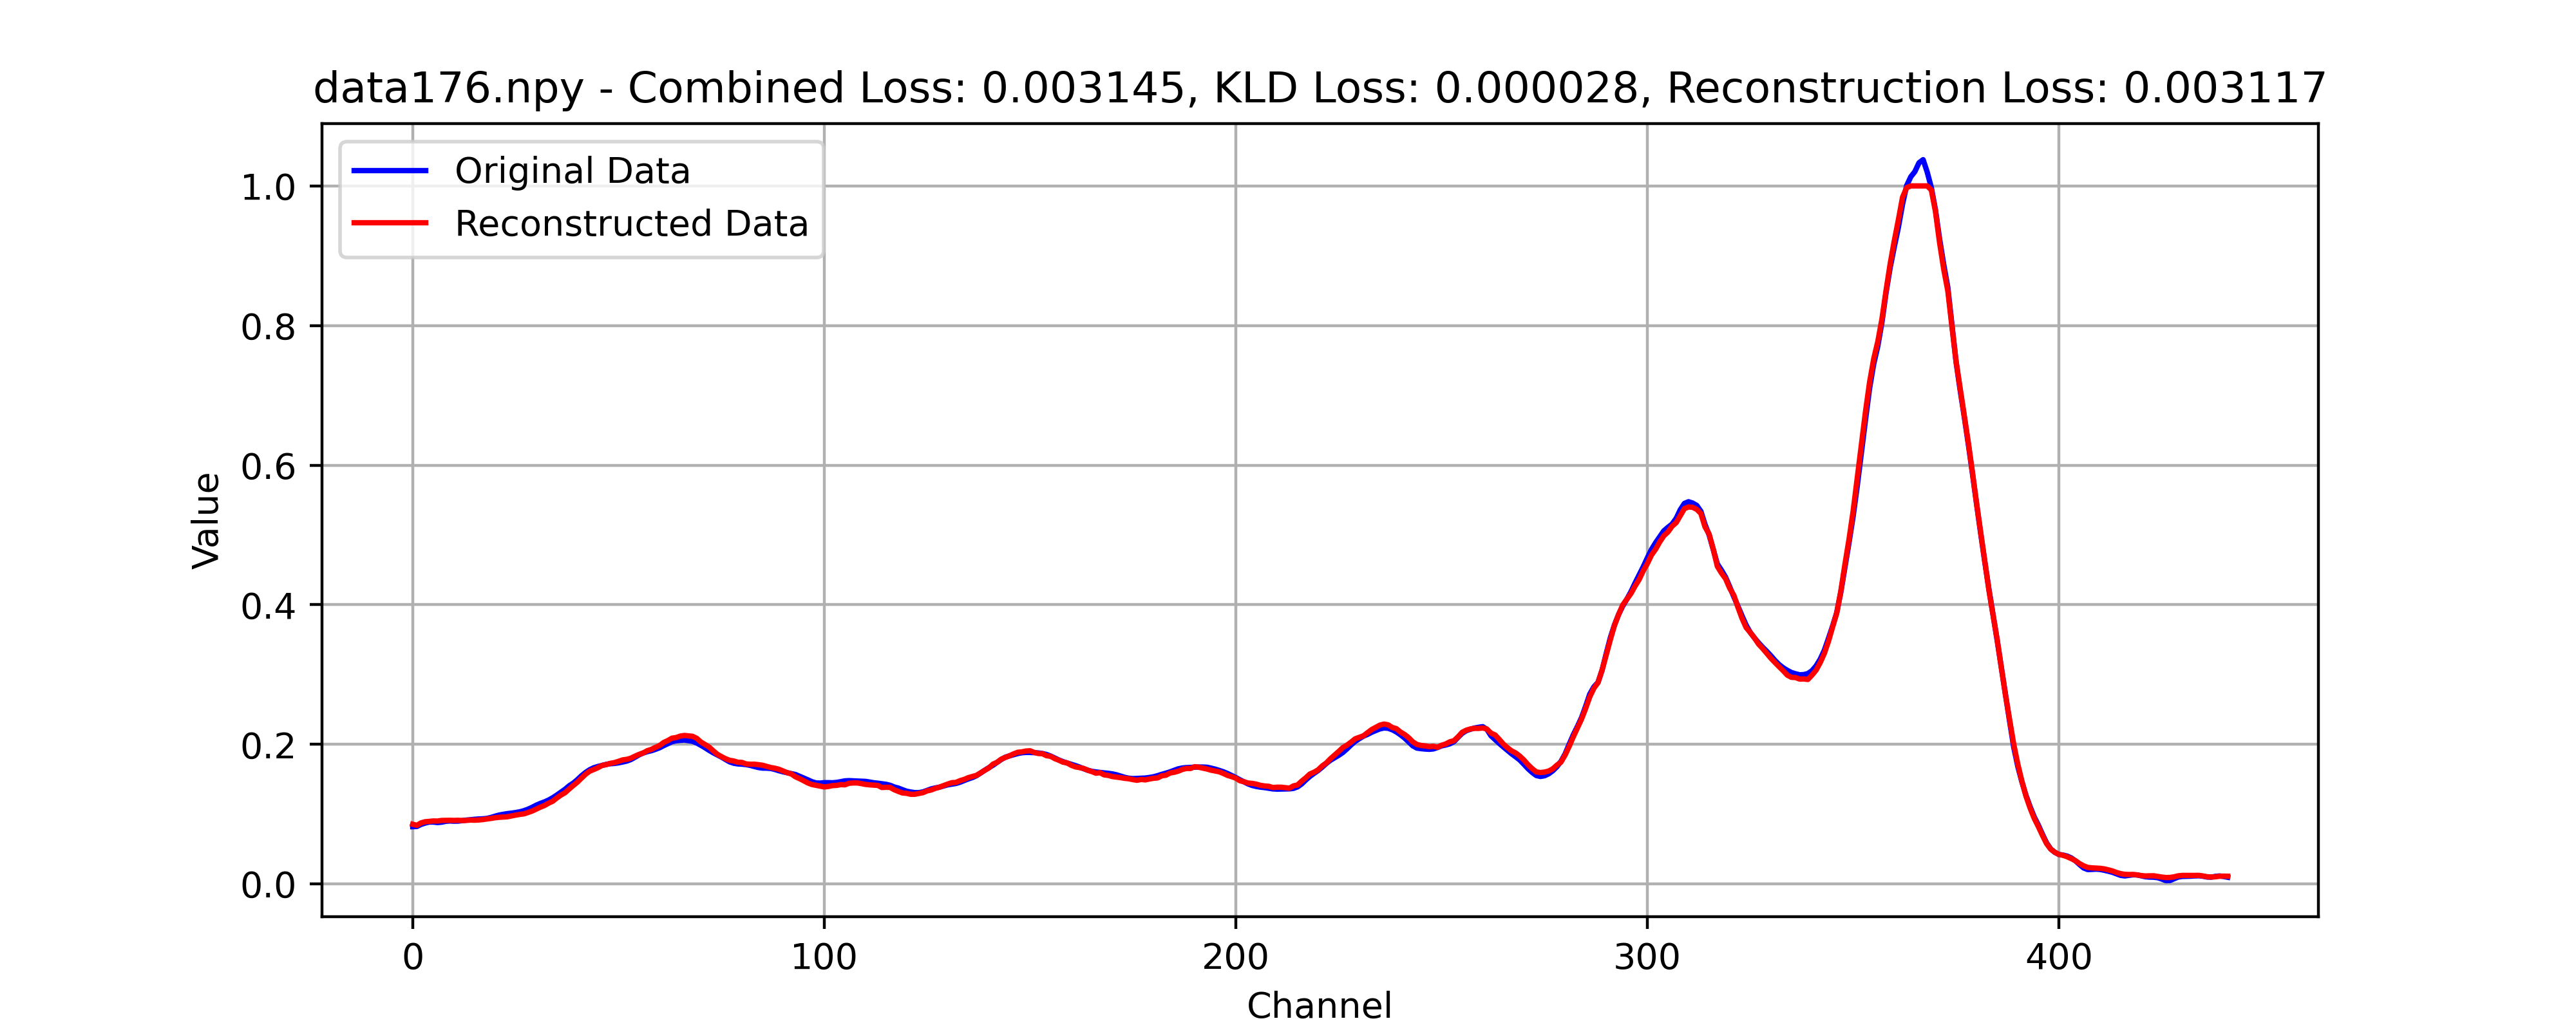 data176.npy - Combined Loss: 0.003145, KLD Loss: 0.000028, Reconstruction Loss: 0.003117
Original Data
Reconstructed Data
1.0
0.8
0.6
0.4
0.2
0.0
Value
0 100 200 300 400
Channel